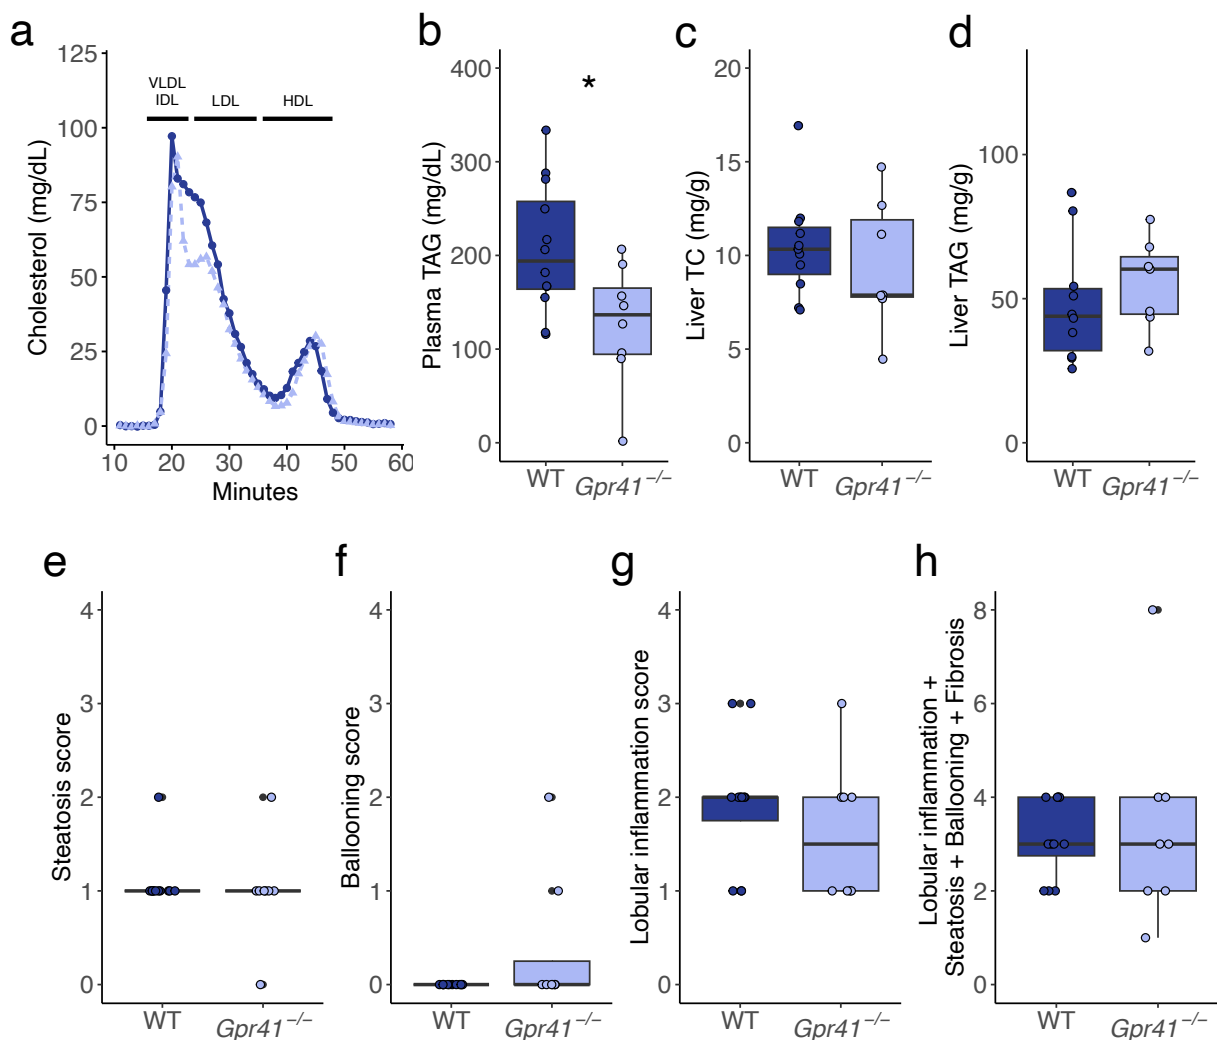 a
Cholesterol (mg/dL)
125
100
75
50
25
0
VLDL
IDL
LDL
HDL
10 20 30 40 50 60
Minutes
b
Plasma TAG (mg/dL)
400
300
200
100
0
*
WT Gpr41−/−
c
Liver TC (mg/g)
20
15
10
5
0
WT Gpr41−/−
d
Liver TAG (mg/g)
100
50
0
WT Gpr41−/−
e
Steatosis score
4
3
2
1
0
WT Gpr41−/−
f
Ballooning score
4
3
2
1
0
WT Gpr41−/−
g
Lobular inflammation score
4
3
2
1
0
WT Gpr41−/−
h
Lobular inflammation +
Steatosis + Ballooning + Fibrosis
8
6
4
2
0
WT Gpr41−/−